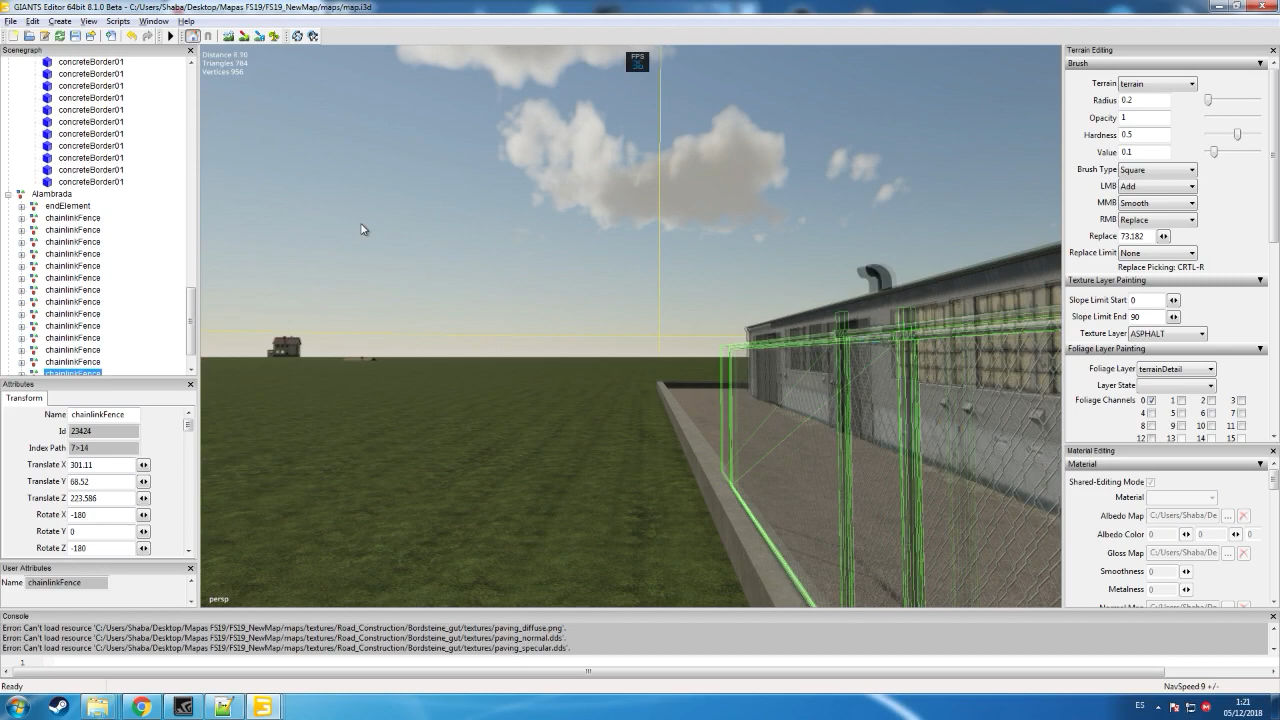 GIANTS Editor 64bit 8.1.0 Beta - C:/Users/Shaba/Desktop/Mapas FS19/FS19_NewMap/maps/map.i3d
File Edit Create View Scripts Window Help
Scenegraph
concreteBorder01
concreteBorder01
concreteBorder01
concreteBorder01
concreteBorder01
concreteBorder01
concreteBorder01
concreteBorder01
concreteBorder01
concreteBorder01
concreteBorder01
Alambrada
endElement
chainlinkFence
chainlinkFence
chainlinkFence
chainlinkFence
chainlinkFence
chainlinkFence
chainlinkFence
chainlinkFence
chainlinkFence
chainlinkFence
chainlinkFence
chainlinkFence
chainlinkFence
chainlinkFence
Attributes
Transform
Name chainlinkFence
Id 23424
Index Path 7>14
Translate X 301.11
Translate Y 68.52
Translate Z 223.586
Rotate X -180
Rotate Y 0
Rotate Z -180
User Attributes
Name chainlinkFence
Distance 8.90
Triangles 784
Vertices 956
FPS
persp
Terrain Editing
Brush
Terrain terrain
Radius 0.2
Opacity 1
Hardness 0.5
Value 0.1
Brush Type Square
LMB Add
MMB Smooth
RMB Replace
Replace 73.182
Replace Limit None
Replace Picking: CRTL-R
Texture Layer Painting
Slope Limit Start 0
Slope Limit End 90
Texture Layer ASPHALT
Foliage Layer Painting
Foliage Layer terrainDetail
Layer State
Foliage Channels 0 1 2 3
4 5 6 7
8 9 10 11
12 13 14 15
Material Editing
Material
Shared-Editing Mode
Material
Albedo Map C:/Users/Shaba/De ...
Albedo Color 0 0 0
Gloss Map C:/Users/Shaba/De ...
Smoothness 0
Metalness 0
Normal Map C:/Users/Shaba/De
Console
Error: Can't load resource 'C:/Users/Shaba/Desktop/Mapas FS19/FS19_NewMap/maps/textures/Road_Construction/Bordsteine_gut/textures/paving_diffuse.png'.
Error: Can't load resource 'C:/Users/Shaba/Desktop/Mapas FS19/FS19_NewMap/maps/textures/Road_Construction/Bordsteine_gut/textures/paving_normal.dds'.
Error: Can't load resource 'C:/Users/Shaba/Desktop/Mapas FS19/FS19_NewMap/maps/textures/Road_Construction/Bordsteine_gut/textures/paving_specular.dds'.
1
Ready
NavSpeed 9 +/-
ES
1:21
05/12/2018